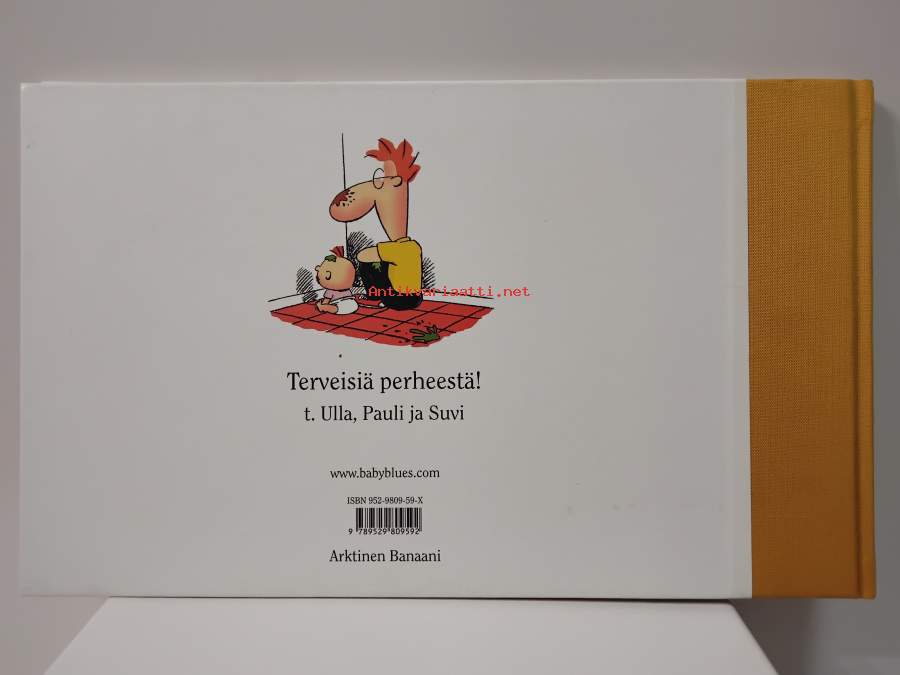 Antikvariaatti.net
Terveisiä perheestä!
t. Ulla, Pauli ja Suvi
www.babyblues.com
ISBN 952-9809-59-X
9 789529 809592
Arktinen Banaani